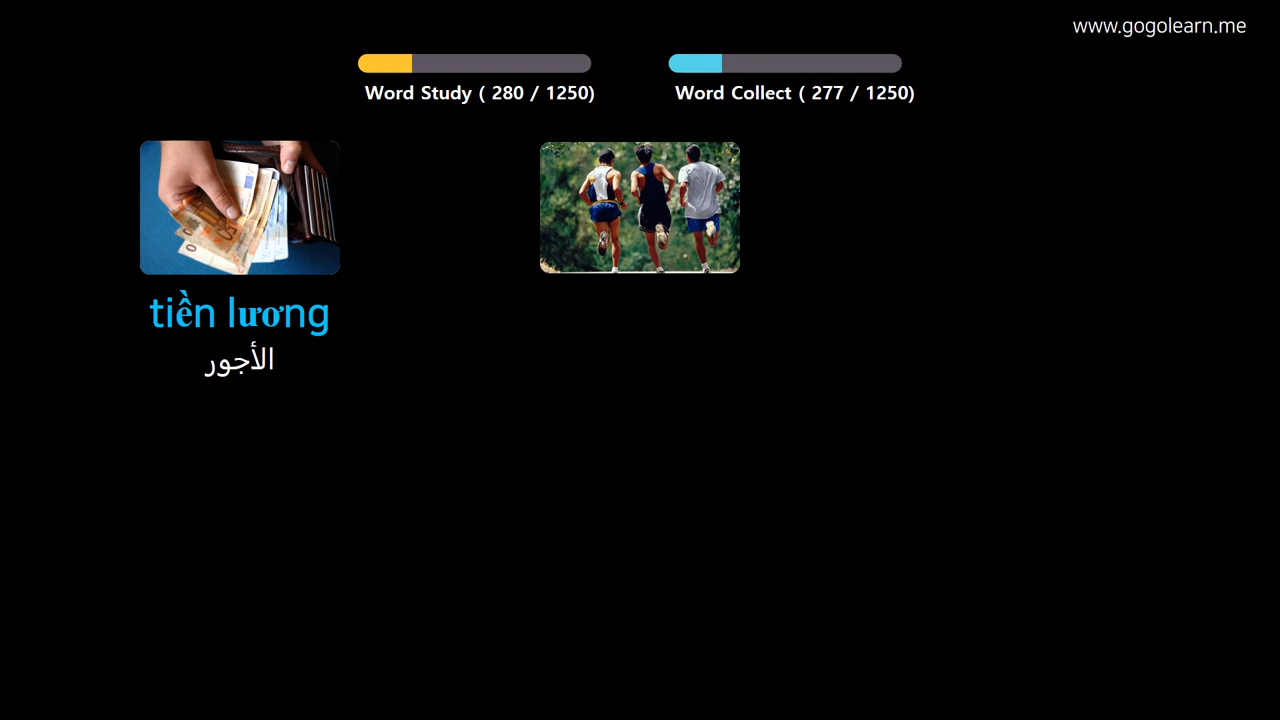 www.gogolearn.me
Word Study ( 280 / 1250)
Word Collect ( 277 / 1250)
tiền lương
الأجور